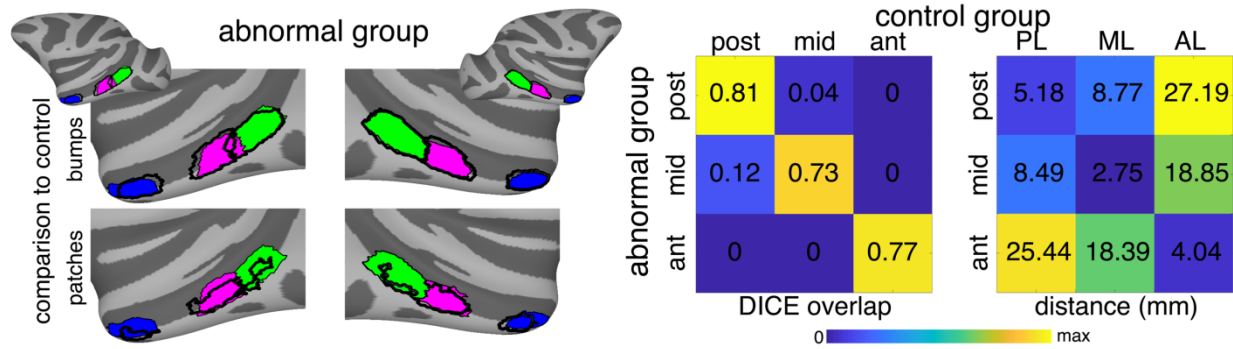 abnormal group
comparison to control
bumps
patches
control group
abnormal group
post mid ant
post
mid
ant
0.81 0.04 0
0.12 0.73 0
0 0 0.77
DICE overlap
PL ML AL
post
mid
ant
5.18 8.77 27.19
8.49 2.75 18.85
25.44 18.39 4.04
distance (mm)
0 max